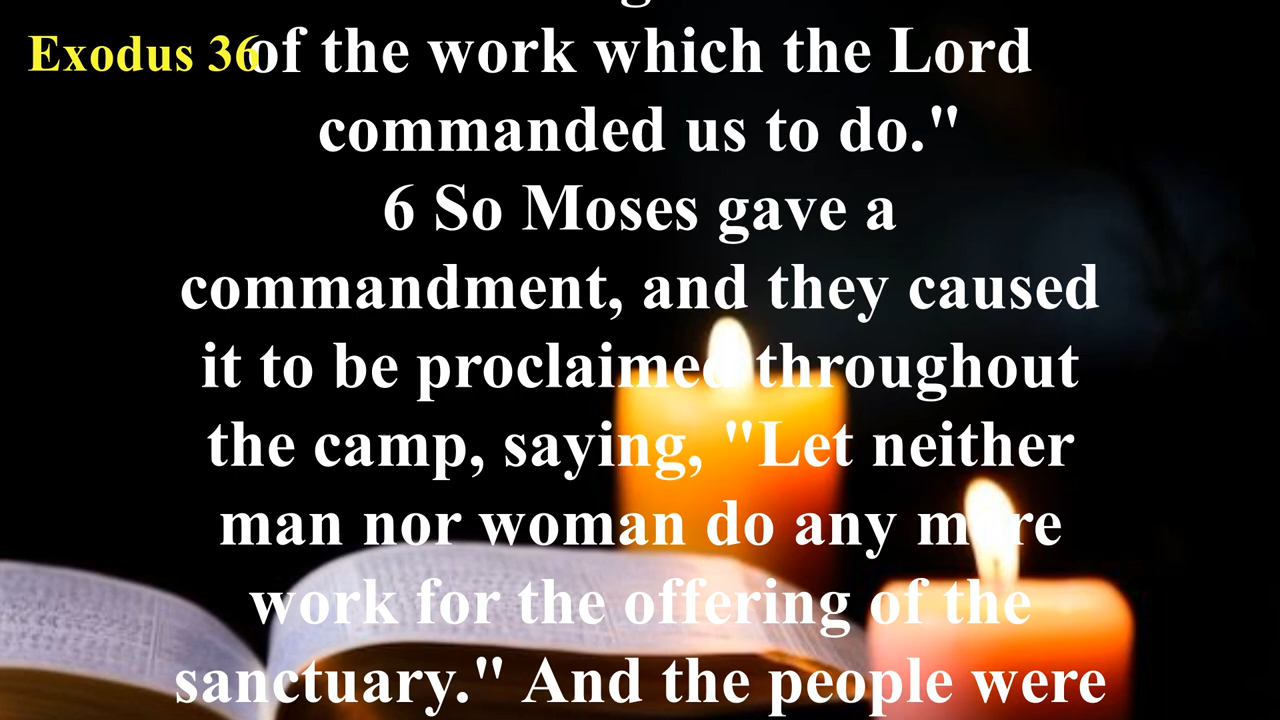 Exodus 36
of the work which the Lord
commanded us to do."
6 So Moses gave a
commandment, and they caused
it to be proclaimed throughout
the camp, saying, "Let neither
man nor woman do any more
work for the offering of the
sanctuary." And the people were